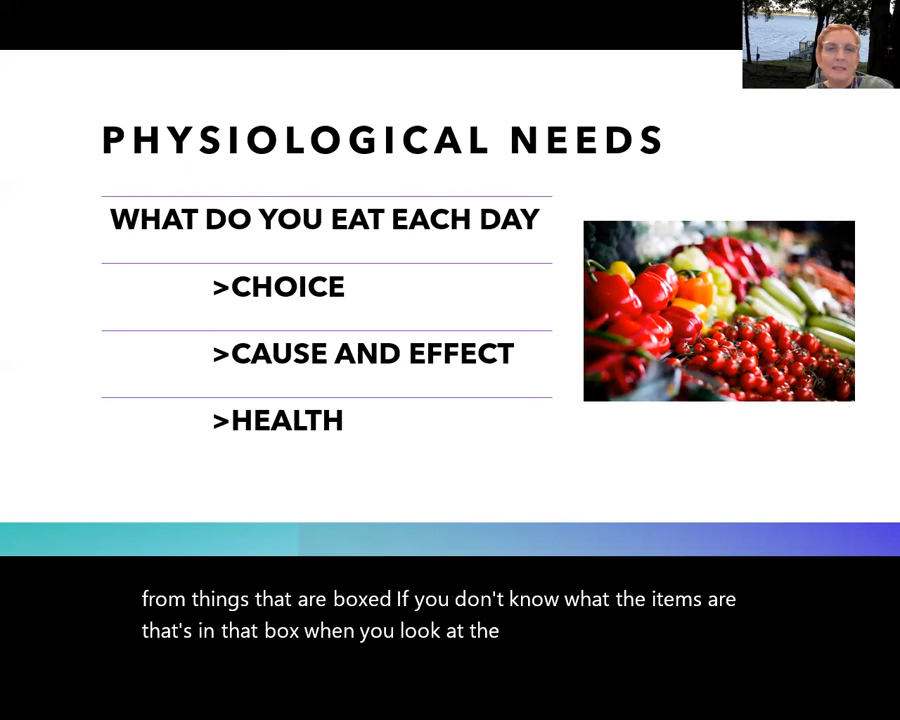 PHYSIOLOGICAL NEEDS
WHAT DO YOU EAT EACH DAY
>CHOICE
>CAUSE AND EFFECT
>HEALTH
from things that are boxed If you don't know what the items are
that's in that box when you look at the